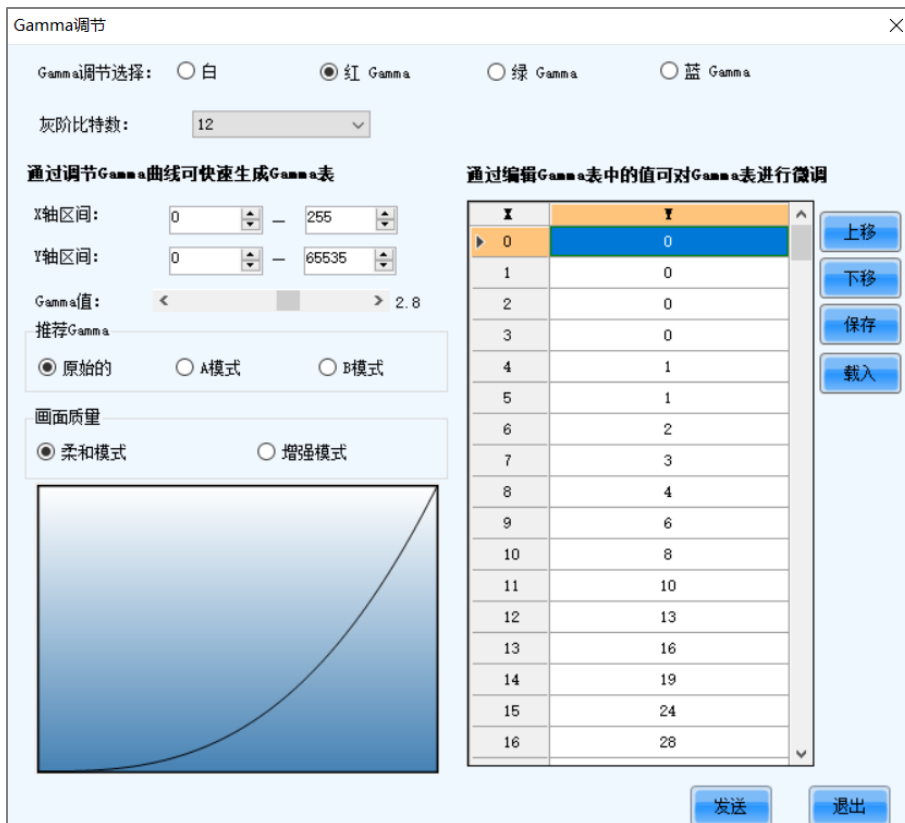 Gamma调节
Gamma调节选择： 白 红 Gamma 绿 Gamma 蓝 Gamma
灰阶比特数： 12
通过调节Gamma曲线可快速生成Gamma表
X轴区间： 0 — 255
Y轴区间： 0 — 65535
Gamma值： 2.8
推荐Gamma
原始的 A模式 B模式
画面质量
柔和模式 增强模式
通过编辑Gamma表中的值可对Gamma表进行微调
X Y
0 0
1 0
2 0
3 0
4 1
5 1
6 2
7 3
8 4
9 6
10 8
11 10
12 13
13 16
14 19
15 24
16 28
上移
下移
保存
载入
发送 退出